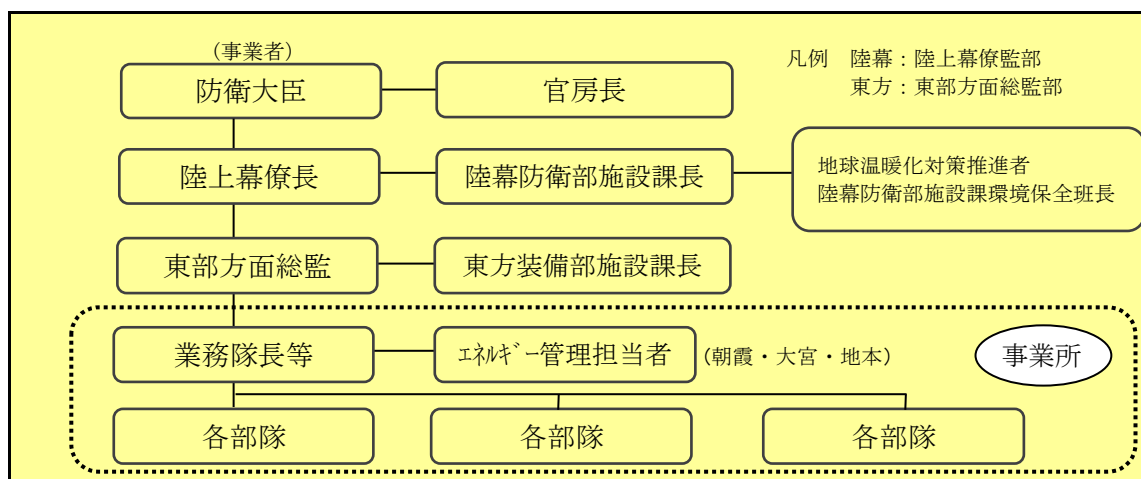 (事業者)
防衛大臣
官房長
凡例　陸幕：陸上幕僚監部
東方：東部方面総監部
陸上幕僚長
陸幕防衛部施設課長
地球温暖化対策推進者
陸幕防衛部施設課環境保全班長
東部方面総監
東方装備部施設課長
業務隊長等
ｴﾈﾙｷﾞｰ管理担当者
(朝霞・大宮・地本)
事業所
各部隊
各部隊
各部隊